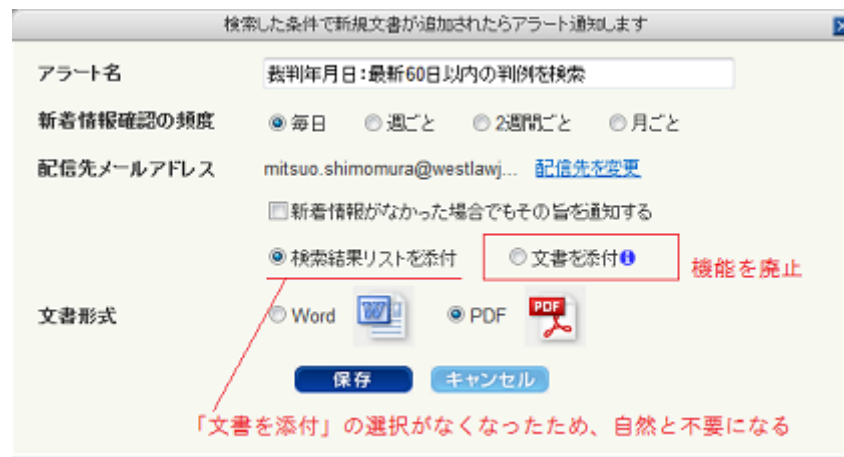 検索した条件で新規文書が追加されたらアラート通知します
アラート名 裁判年月日:最新60日以内の判例を検索
新着情報確認の頻度 毎日 週ごと 2週間ごと 月ごと
配信先メールアドレス mitsuo.shimomura@westlawj... 配信先を変更
新着情報がなかった場合でもその旨を通知する
検索結果リストを添付 文書を添付 機能を廃止
文書形式 Word PDF PDF
保存 キャンセル
「文書を添付」の選択がなくなったため、自然と不要になる